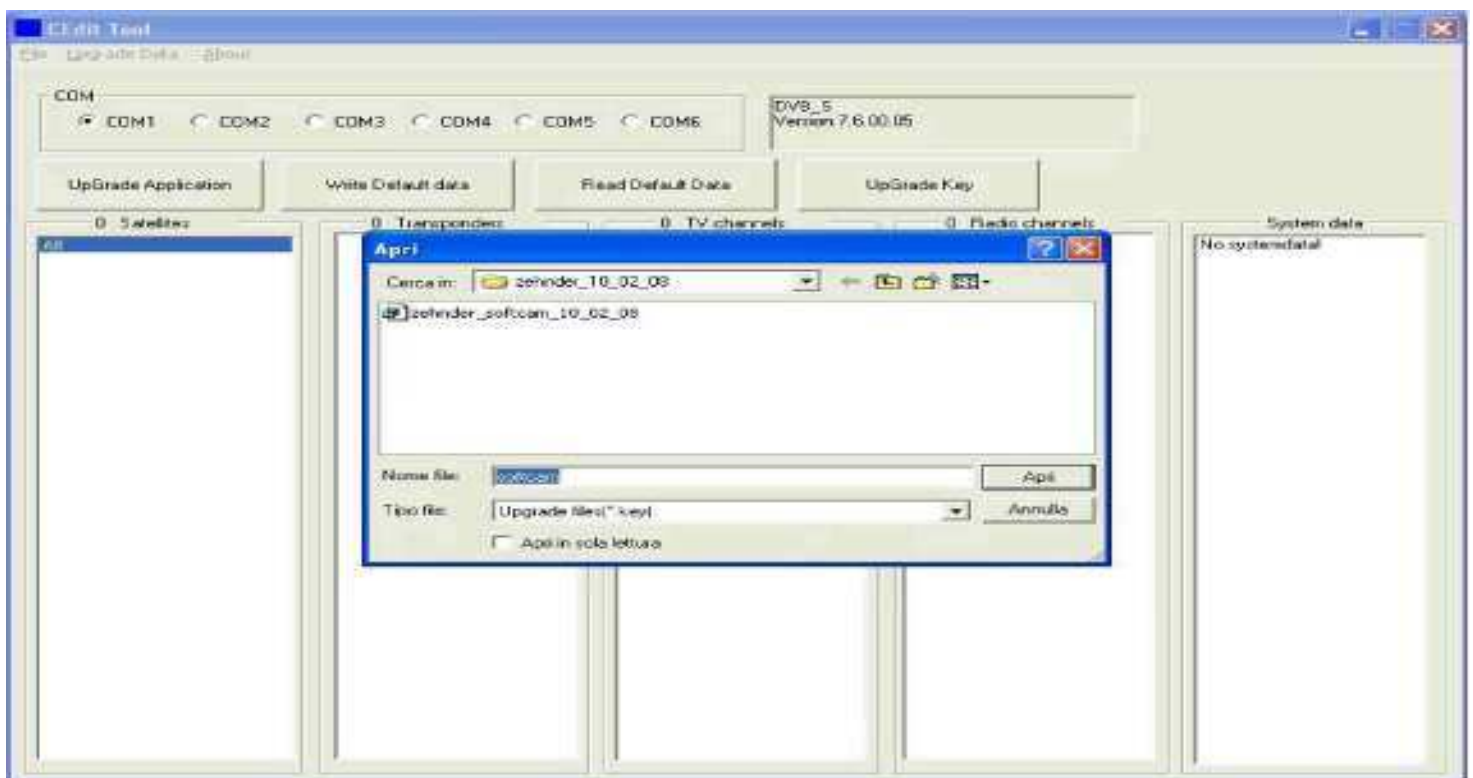 CEdit Tool
File Upgrade Data About
COM
COM1 COM2 COM3 COM4 COM5 COM6
DVB_S
Version 7.6.00.05
UpGrade Application Write Default data Read Default Data UpGrade Key
0 Satellites 0 Transponders 0 TV channels 0 Radio channels System data
All
No systemdata!
Apri
Cerca in: zehnder_10_02_08
zehnder_softcam_10_02_08
Nome file: softcam Apri
Tipo file: Upgrade files(*.key) Annulla
Apri in sola lettura